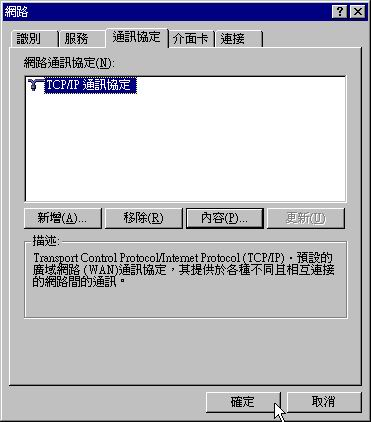 網路
識別 服務 通訊協定 介面卡 連接
網路通訊協定(N):
TCP/IP 通訊協定
新增(A)... 移除(R) 內容(P)... 更新(U)
描述:
Transport Control Protocol/Internet Protocol (TCP/IP)．預設的
廣域網路 (WAN)通訊協定，其提供於各種不同且相互連接
的網路間的通訊。
確定 取消